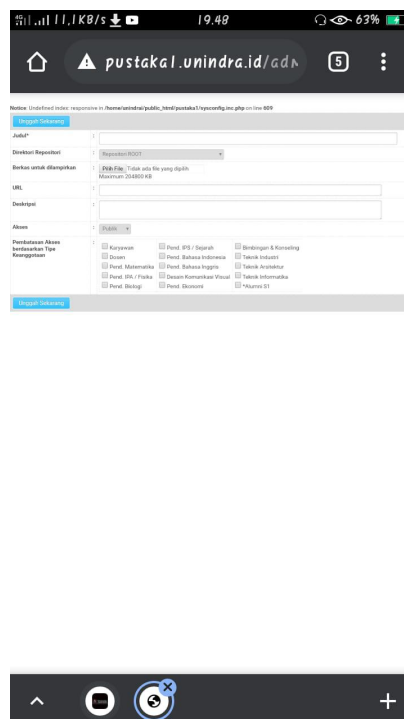 4G 11,1KB/s 19.48 63%
pustaka1.unindra.id/adn 5
Notice: Undefined index: responsive in /home/unindrai/public_html/pustaka1/sysconfig.inc.php on line 609
Unggah Sekarang
Judul* :
Direktori Repositori : Repositori ROOT
Berkas untuk dilampirkan : Pilih File Tidak ada file yang dipilih
Maximum 204800 KB
URL :
Deskripsi :
Akses : Publik
Pembatasan Akses berdasarkan Tipe Keanggotaan :
Karyawan Pend. IPS / Sejarah Bimbingan & Konseling
Dosen Pend. Bahasa Indonesia Teknik Industri
Pend. Matematika Pend. Bahasa Inggris Teknik Arsitektur
Pend. IPA / Fisika Desain Komunikasi Visual Teknik Informatika
Pend. Biologi Pend. Ekonomi *Alumni S1
Unggah Sekarang